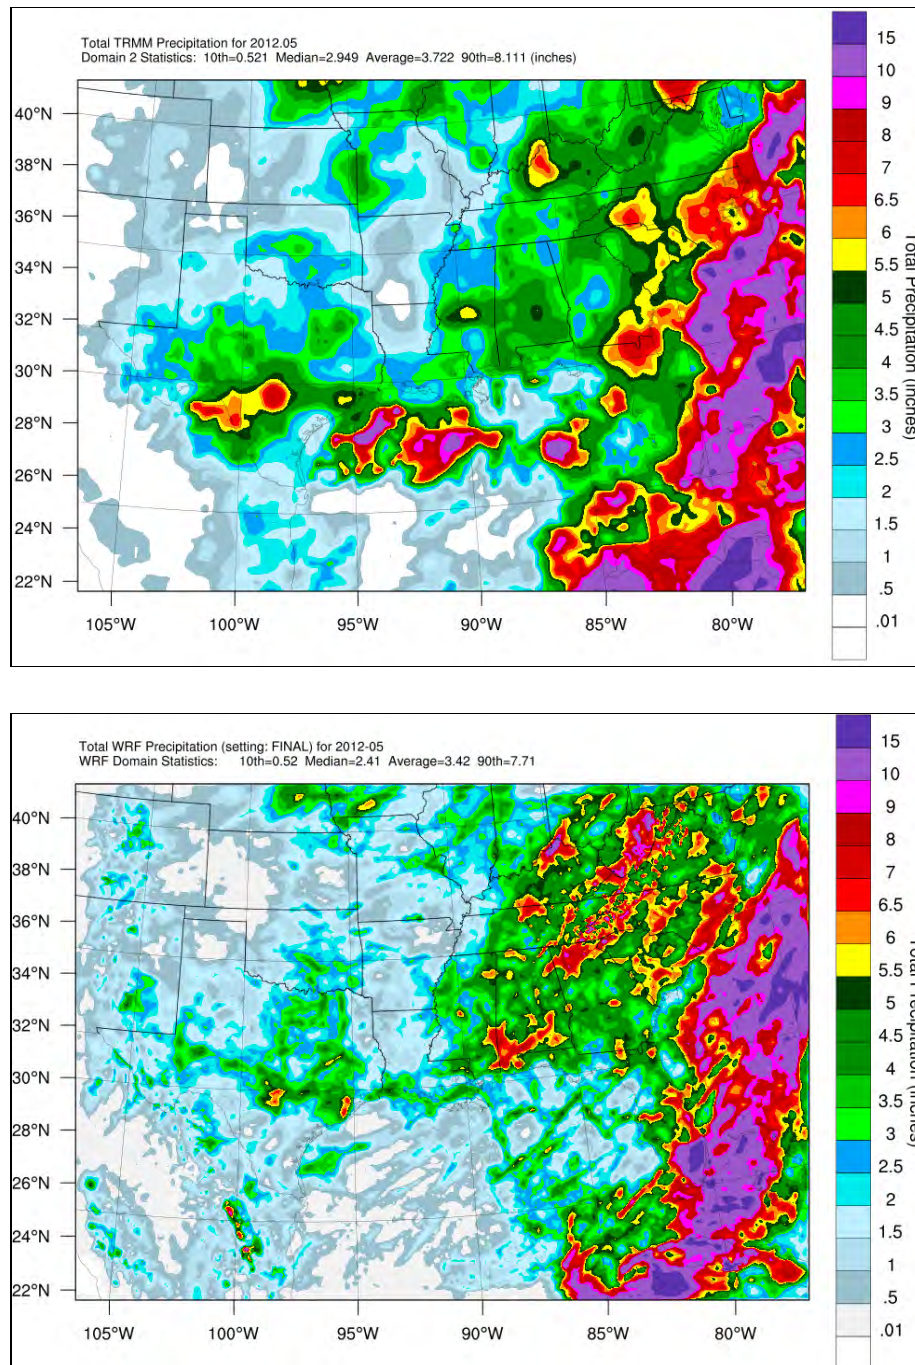 Total TRMM Precipitation for 2012.05
Domain 2 Statistics: 10th=0.521 Median=2.949 Average=3.722 90th=8.111 (inches)
40°N
38°N
36°N
34°N
32°N
30°N
28°N
26°N
24°N
22°N
105°W 100°W 95°W 90°W 85°W 80°W
15
10
9
8
7
6.5
6
5.5
5
4.5
4
3.5
3
2.5
2
1.5
1
.5
.01
Total Precipitation (inches)
Total WRF Precipitation (setting: FINAL) for 2012-05
WRF Domain Statistics: 10th=0.52 Median=2.41 Average=3.42 90th=7.71
40°N
38°N
36°N
34°N
32°N
30°N
28°N
26°N
24°N
22°N
105°W 100°W 95°W 90°W 85°W 80°W
15
10
9
8
7
6.5
6
5.5
5
4.5
4
3.5
3
2.5
2
1.5
1
.5
.01
Total Precipitation (inches)